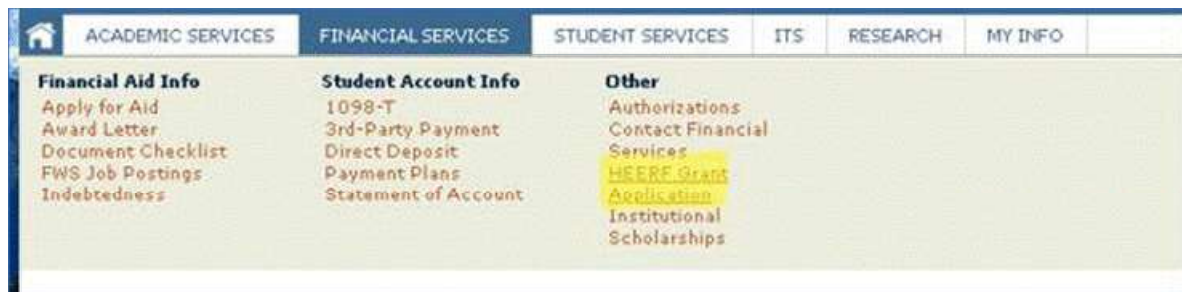 ACADEMIC SERVICES
FINANCIAL SERVICES
STUDENT SERVICES
ITS
RESEARCH
MY INFO
Financial Aid Info
Apply for Aid
Award Letter
Document Checklist
FWS Job Postings
Indebtedness
Student Account Info
1098-T
3rd-Party Payment
Direct Deposit
Payment Plans
Statement of Account
Other
Authorizations
Contact Financial
Services
HEERF Grant
Application
Institutional
Scholarships